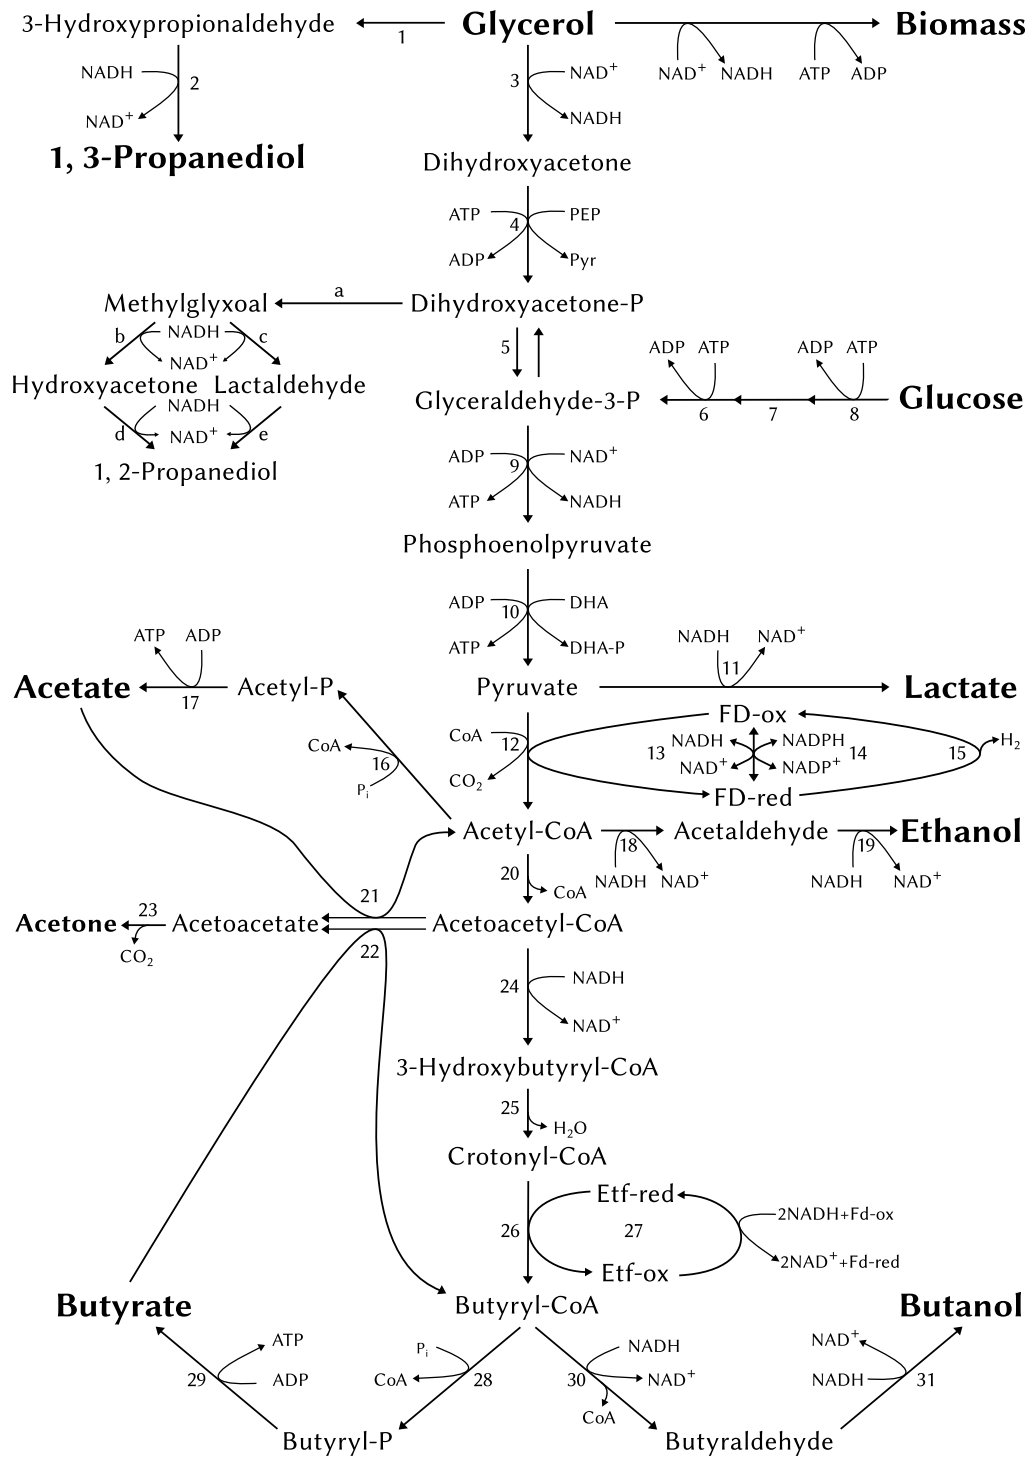 3-Hydroxypropionaldehyde 1 Glycerol Biomass
NADH 2 3 NAD+ NAD+ NADH ATP ADP
NAD+ NADH
1, 3-Propanediol Dihydroxyacetone
ATP PEP
4
ADP Pyr
Methylglyxoal a Dihydroxyacetone-P
b NADH c
NAD+ 5 ADP ATP ADP ATP
Hydroxyacetone Lactaldehyde Glyceraldehyde-3-P 6 7 8 Glucose
NADH
d NAD+ e
ADP NAD+
9
1, 2-Propanediol
ATP NADH
Phosphoenolpyruvate
ADP 10 DHA
ATP DHA-P
ATP ADP NADH NAD+
11
Acetate 17 Acetyl-P Pyruvate Lactate
FD-ox
CoA 12 13 NADH NADPH 14 15 H2
CoA 16 NAD+ NADP+
Pi CO2
FD-red
Acetyl-CoA 18 Acetaldehyde 19 Ethanol
20 CoA NADH NAD+ NADH NAD+
21
Acetone 23 Acetoacetate Acetoacetyl-CoA
CO2 22
24 NADH
NAD+
3-Hydroxybutyryl-CoA
25 H2O
Crotonyl-CoA
Etf-red
26 27 2NADH+Fd-ox
2NAD++Fd-red
Etf-ox
Butyrate Butyryl-CoA Butanol
ATP Pi NADH NAD+
29 ADP CoA 28 30 NAD+ NADH 31
CoA
Butyryl-P Butyraldehyde